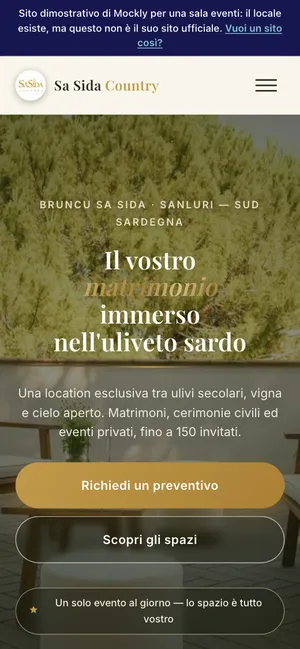 Sito dimostrativo di Mockly per una sala eventi: il locale
esiste, ma questo non è il suo sito ufficiale. Vuoi un sito
così?
SaSida
Sa Sida Country
BRUNCU SA SIDA · SANLURI — SUD
SARDEGNA
Il vostro
matrimonio
immerso
nell'uliveto sardo
Una location esclusiva tra ulivi secolari, vigna
e cielo aperto. Matrimoni, cerimonie civili ed
eventi privati, fino a 150 invitati.
Richiedi un preventivo
Scopri gli spazi
Un solo evento al giorno — lo spazio è tutto
vostro